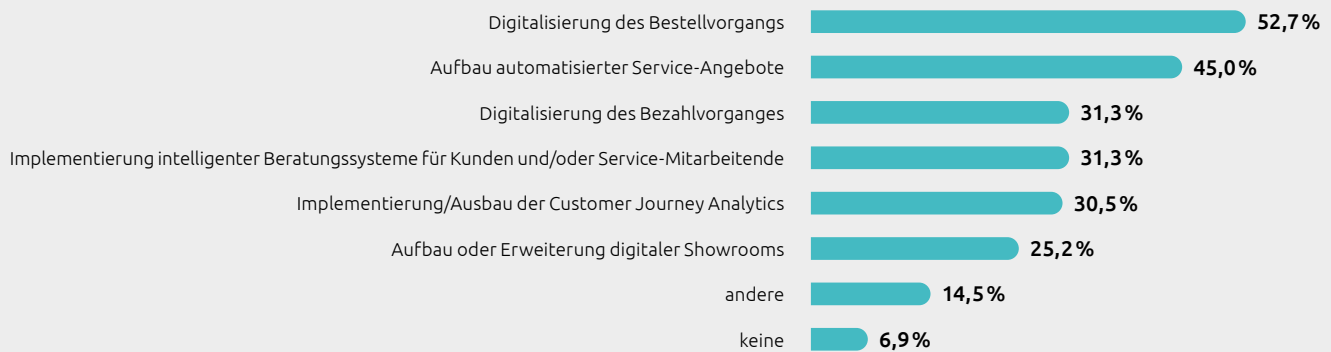 Digitalisierung des Bestellvorgangs 52,7 %
Aufbau automatisierter Service-Angebote 45,0 %
Digitalisierung des Bezahlvorganges 31,3 %
Implementierung intelligenter Beratungssysteme für Kunden und/oder Service-Mitarbeitende 31,3 %
Implementierung/Ausbau der Customer Journey Analytics 30,5 %
Aufbau oder Erweiterung digitaler Showrooms 25,2 %
andere 14,5 %
keine 6,9 %